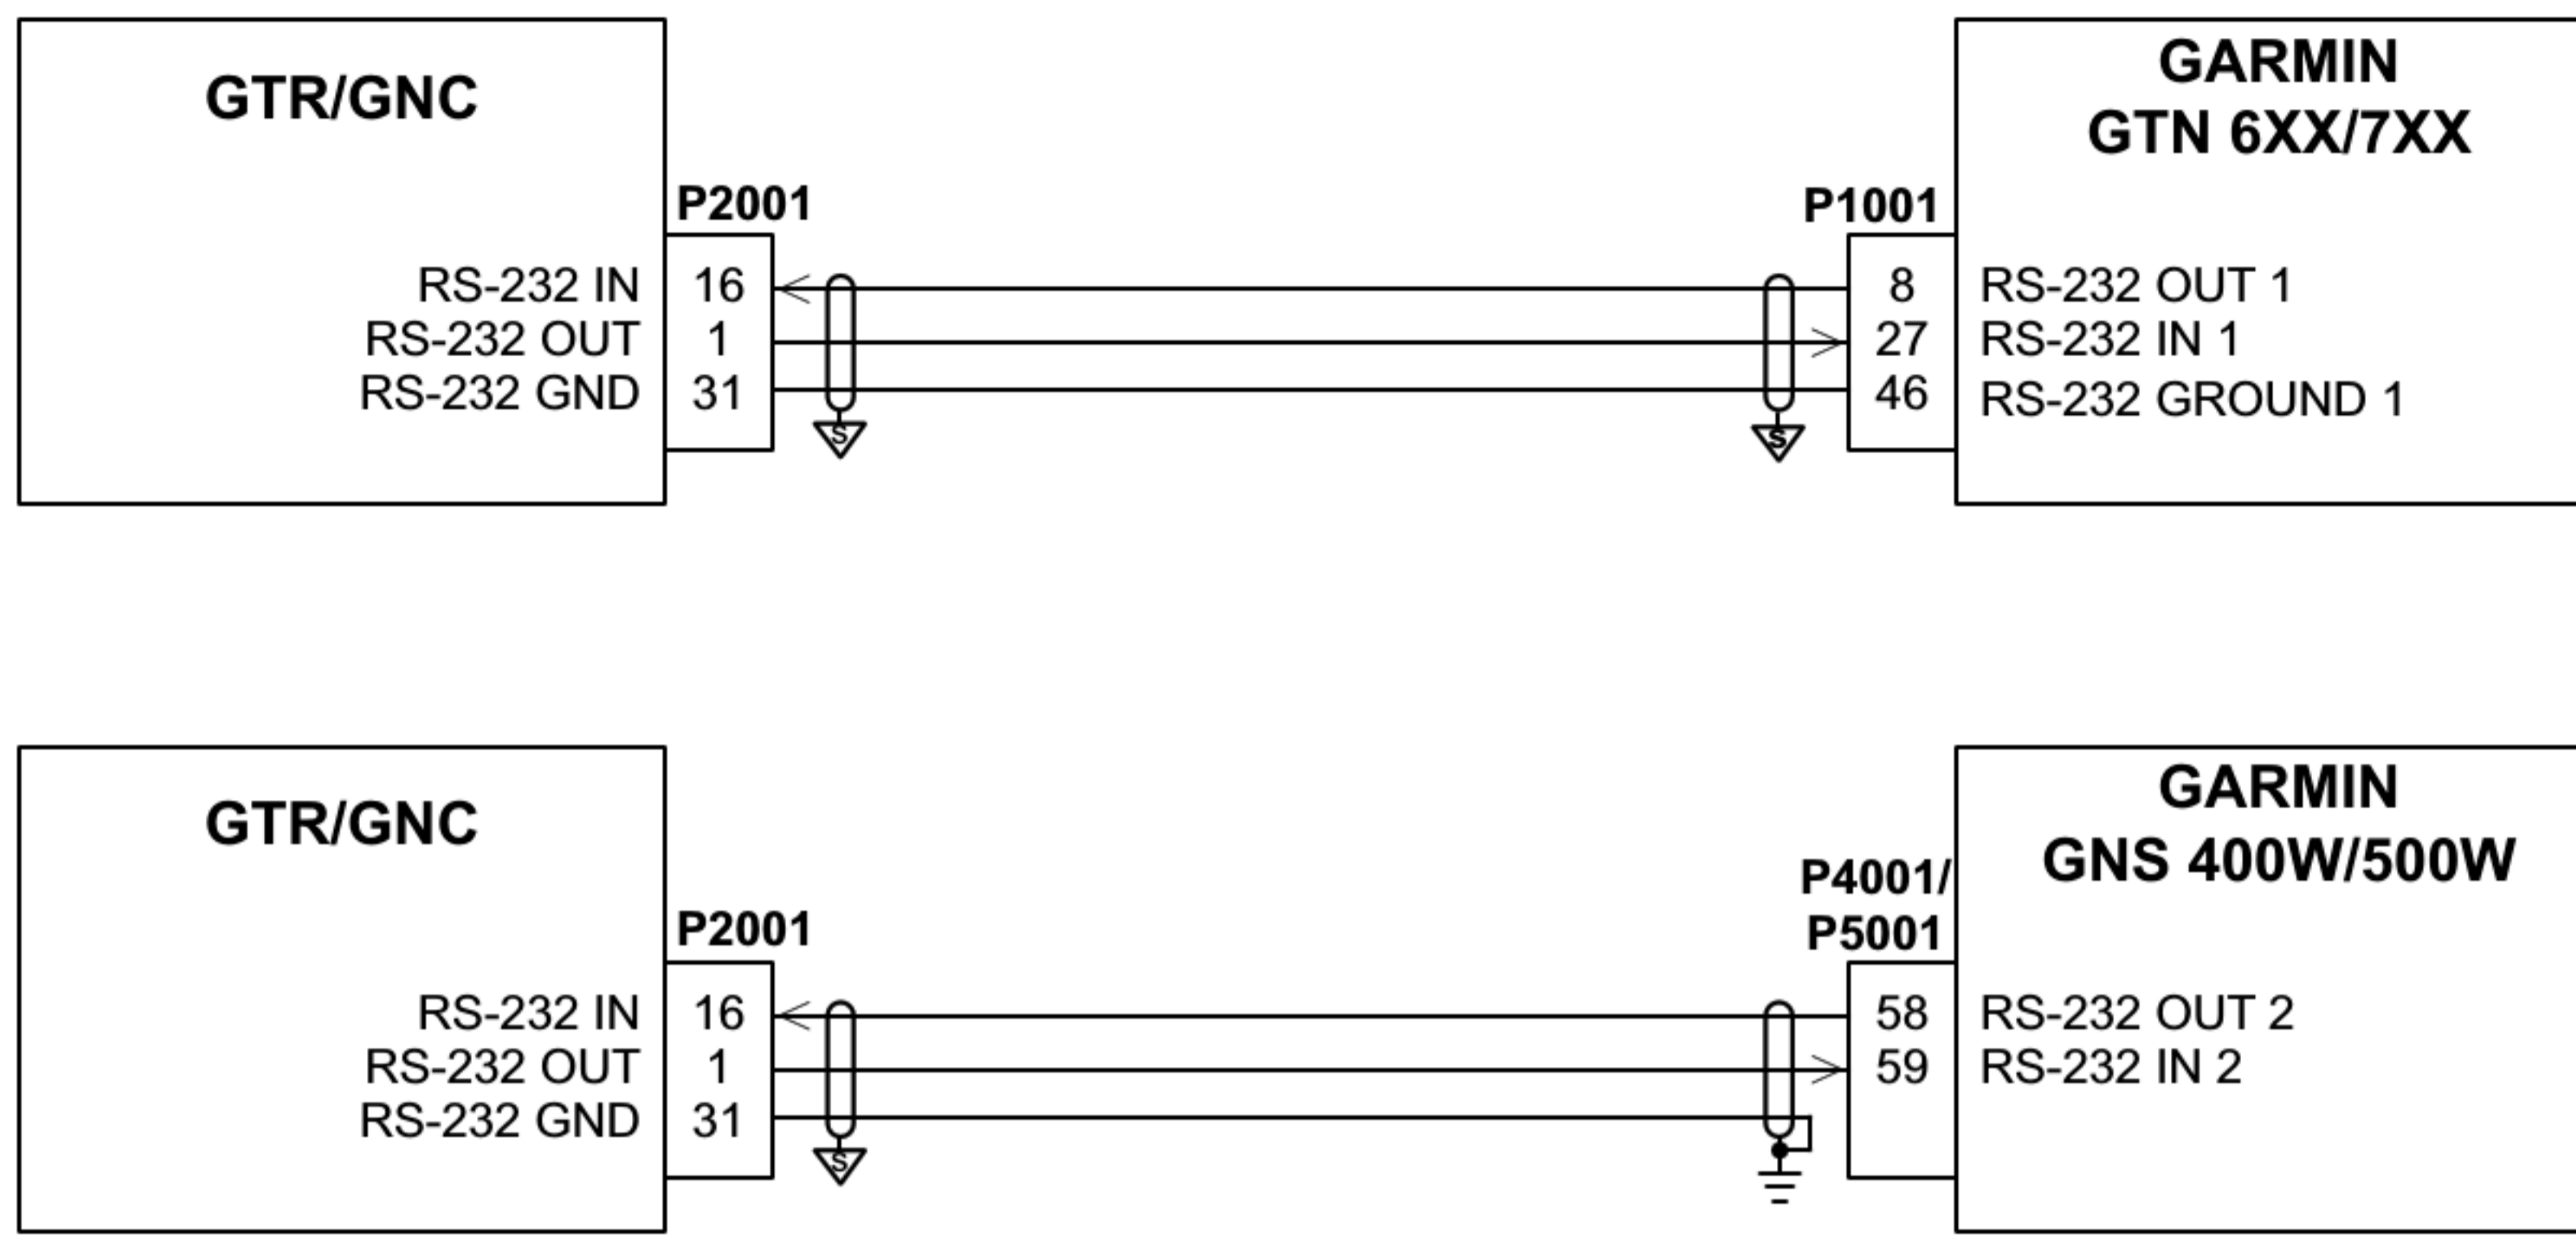 GTR/GNC
P2001
RS-232 IN 16
RS-232 OUT 1
RS-232 GND 31
S
GARMIN
GTN 6XX/7XX
P1001
8 RS-232 OUT 1
27 RS-232 IN 1
46 RS-232 GROUND 1
S
GTR/GNC
P2001
RS-232 IN 16
RS-232 OUT 1
RS-232 GND 31
S
GARMIN
GNS 400W/500W
P4001/
P5001
58 RS-232 OUT 2
59 RS-232 IN 2